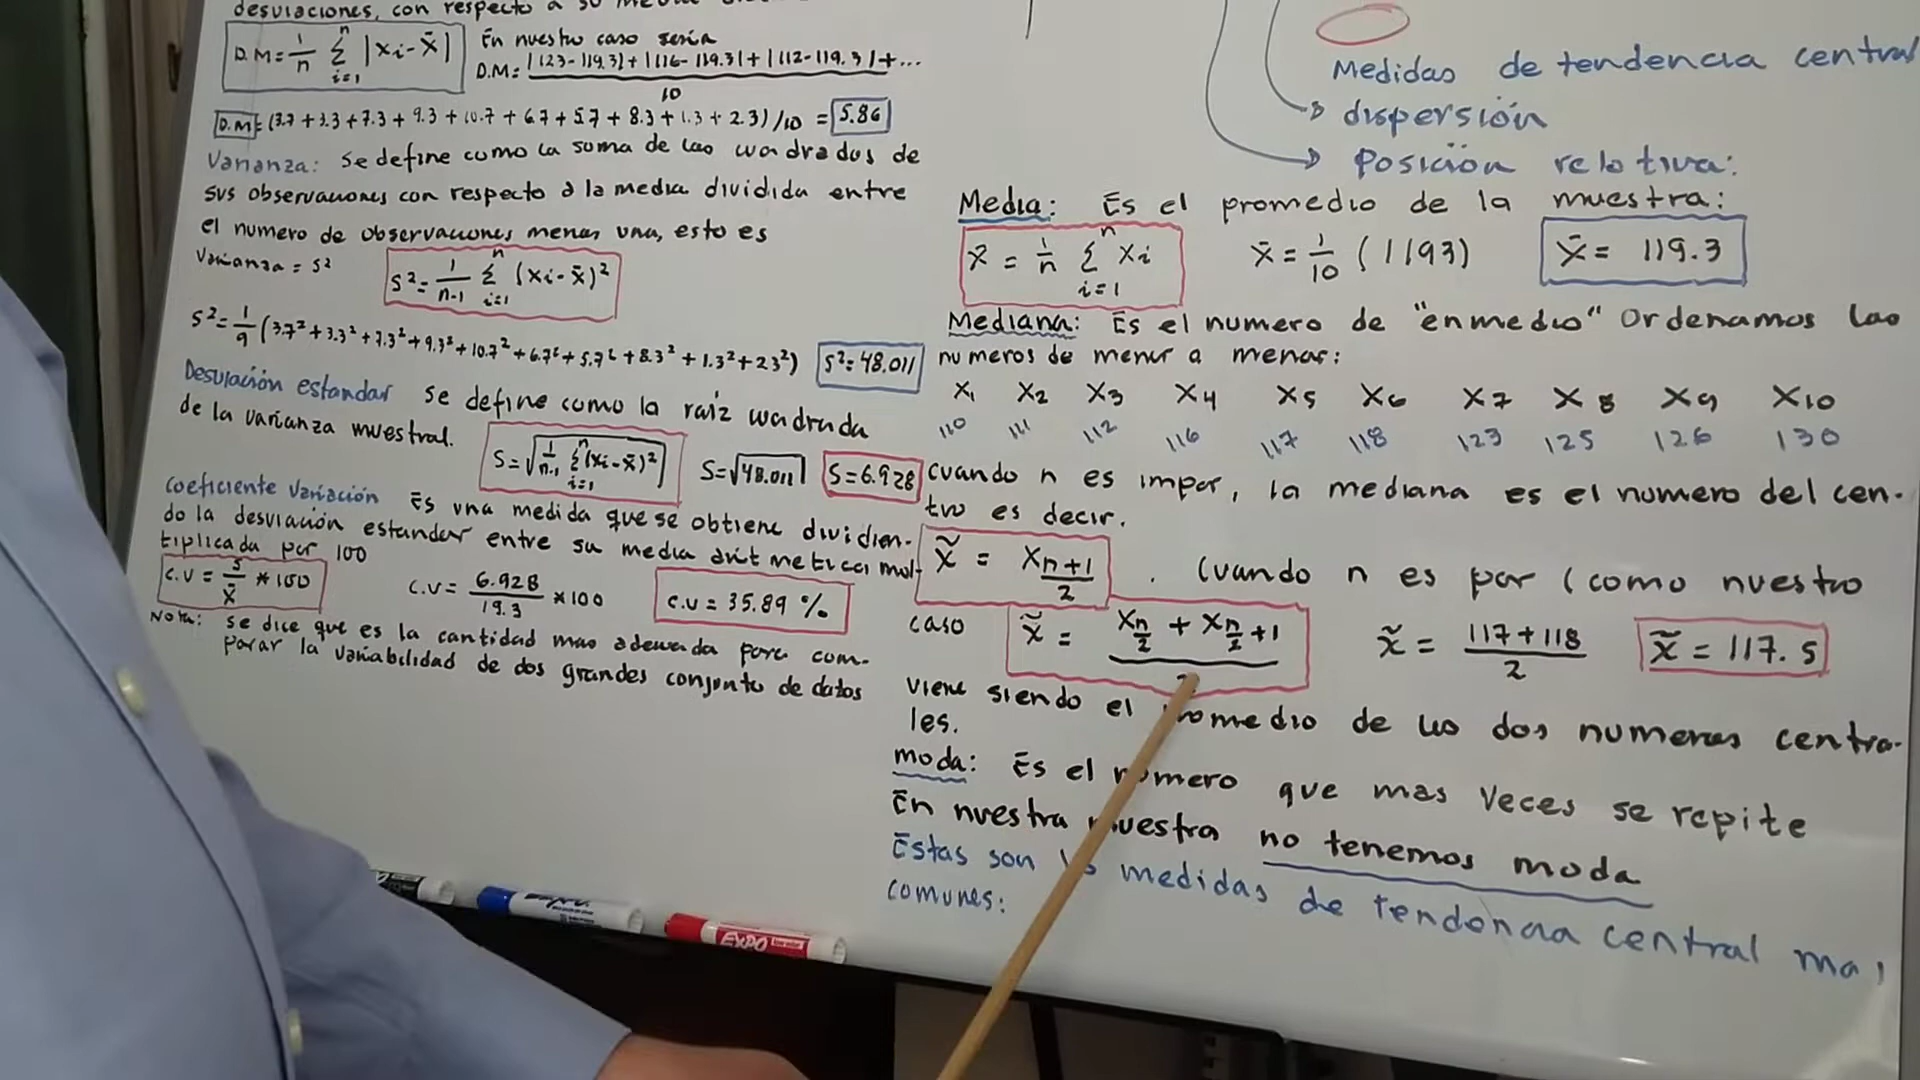 desviaciones, con respecto a su media
D.M = 1/n Σ i=1 n |xi - x̄|
En nuestro caso seria
D.M = |123-119.3| + |116-119.3| + |112-119.3| + ... / 10
D.M = (3.7 + 3.3 + 7.3 + 9.3 + 10.7 + 6.7 + 5.7 + 8.3 + 1.3 + 2.3) /10 = 5.86
Varianza: se define como la suma de los cuadrados de
sus observaciones con respecto a la media dividida entre
el numero de observaciones menos una, esto es
Varianza = s²
s² = 1/n-1 Σ i=1 n (xi - x̄)²
s² = 1/9 (3.7² + 3.3² + 7.3² + 9.3² + 10.7² + 6.7² + 5.7² + 8.3² + 1.3² + 2.3²) s² = 48.011
Desviación estandar se define como la raiz cuadrada
de la varianza muestral.
S = √(1/n-1 Σ i=1 n (xi - x̄)²) S = √48.011 S = 6.928
Coeficiente Variación Es una medida que se obtiene dividien-
do la desviación estandar entre su media aritmetica mul-
tiplicada por 100
C.V = s/x̄ * 100 C.V = 6.928/19.3 * 100 C.V = 35.89 %
Nota: se dice que es la cantidad mas adecuada para com-
parar la variabilidad de dos grandes conjunto de datos
Medidas de tendencia central
dispersión
posición relativa:
Media: Es el promedio de la muestra:
x̄ = 1/n Σ i=1 n xi x̄ = 1/10 (1193) x̄ = 119.3
Mediana: Es el numero de "enmedio" Ordenamos los
numeros de menor a menor:
X1 X2 X3 X4 X5 X6 X7 X8 X9 X10
110 111 112 116 117 118 123 125 126 130
Cuando n es impar, la mediana es el numero del cen-
tro es decir.
x̃ = X n+1/2 . Cuando n es par (como nuestro
caso x̃ = X n/2 + X n/2 +1 x̃ = 117+118 / 2 x̃ = 117.5
viene siendo el promedio de los dos numeros centra-
les.
moda: Es el numero que mas veces se repite
En nuestra muestra no tenemos moda
Estas son medidas de tendencia central mas
comunes:
EXPO